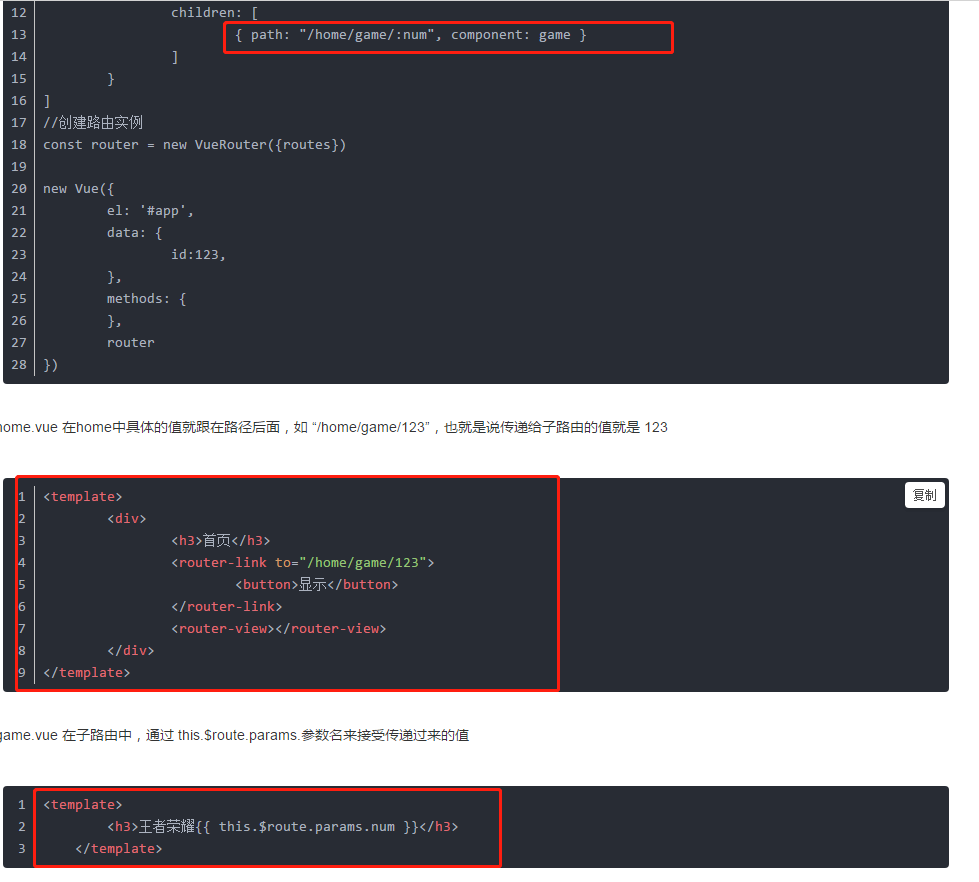 12 children: [
13 { path: "/home/game/:num", component: game }
14 ]
15 }
16 ]
17 //创建路由实例
18 const router = new VueRouter({routes})
19
20 new Vue({
21 el: '#app',
22 data: {
23 id:123,
24 },
25 methods: {
26 },
27 router
28 })
home.vue 在home中具体的值就跟在路径后面，如 “/home/game/123”，也就是说传递给子路由的值就是 123
复制
1 <template>
2 <div>
3 <h3>首页</h3>
4 <router-link to="/home/game/123">
5 <button>显示</button>
6 </router-link>
7 <router-view></router-view>
8 </div>
9 </template>
game.vue 在子路由中，通过 this.$route.params.参数名来接受传递过来的值
1 <template>
2 <h3>王者荣耀{{ this.$route.params.num }}</h3>
3 </template>